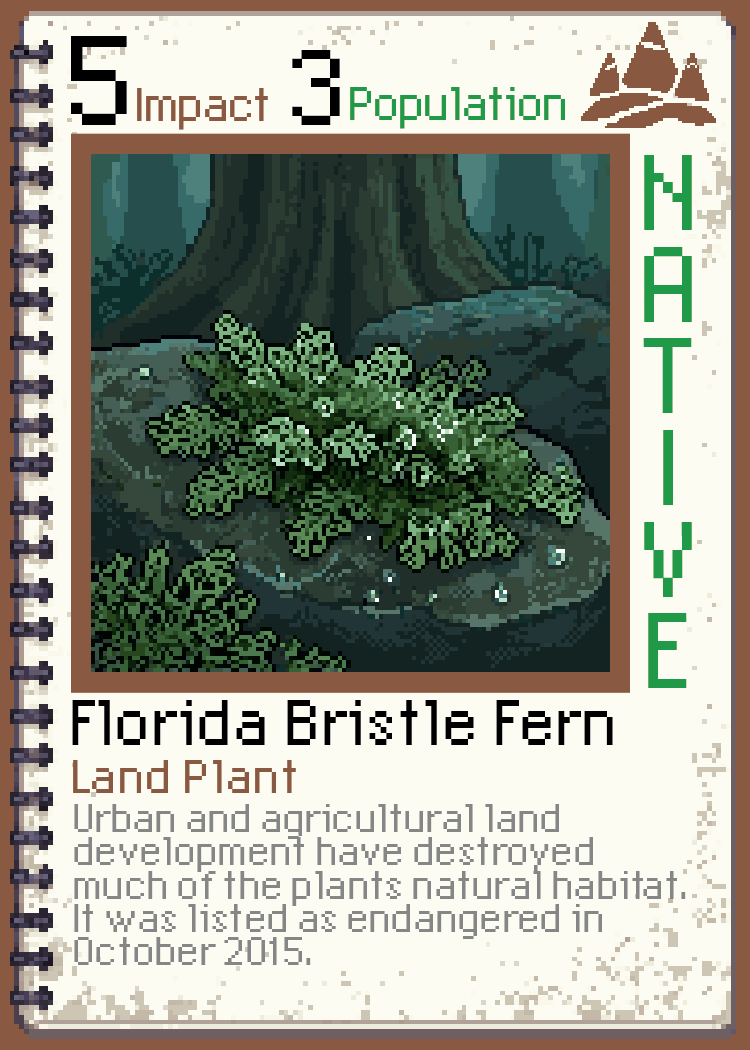 5 Impact 3 Population
NATIVE
Florida Bristle Fern
Land Plant
Urban and agricultural land
development have destroyed
much of the plants natural habitat.
It was listed as endangered in
October 2015.